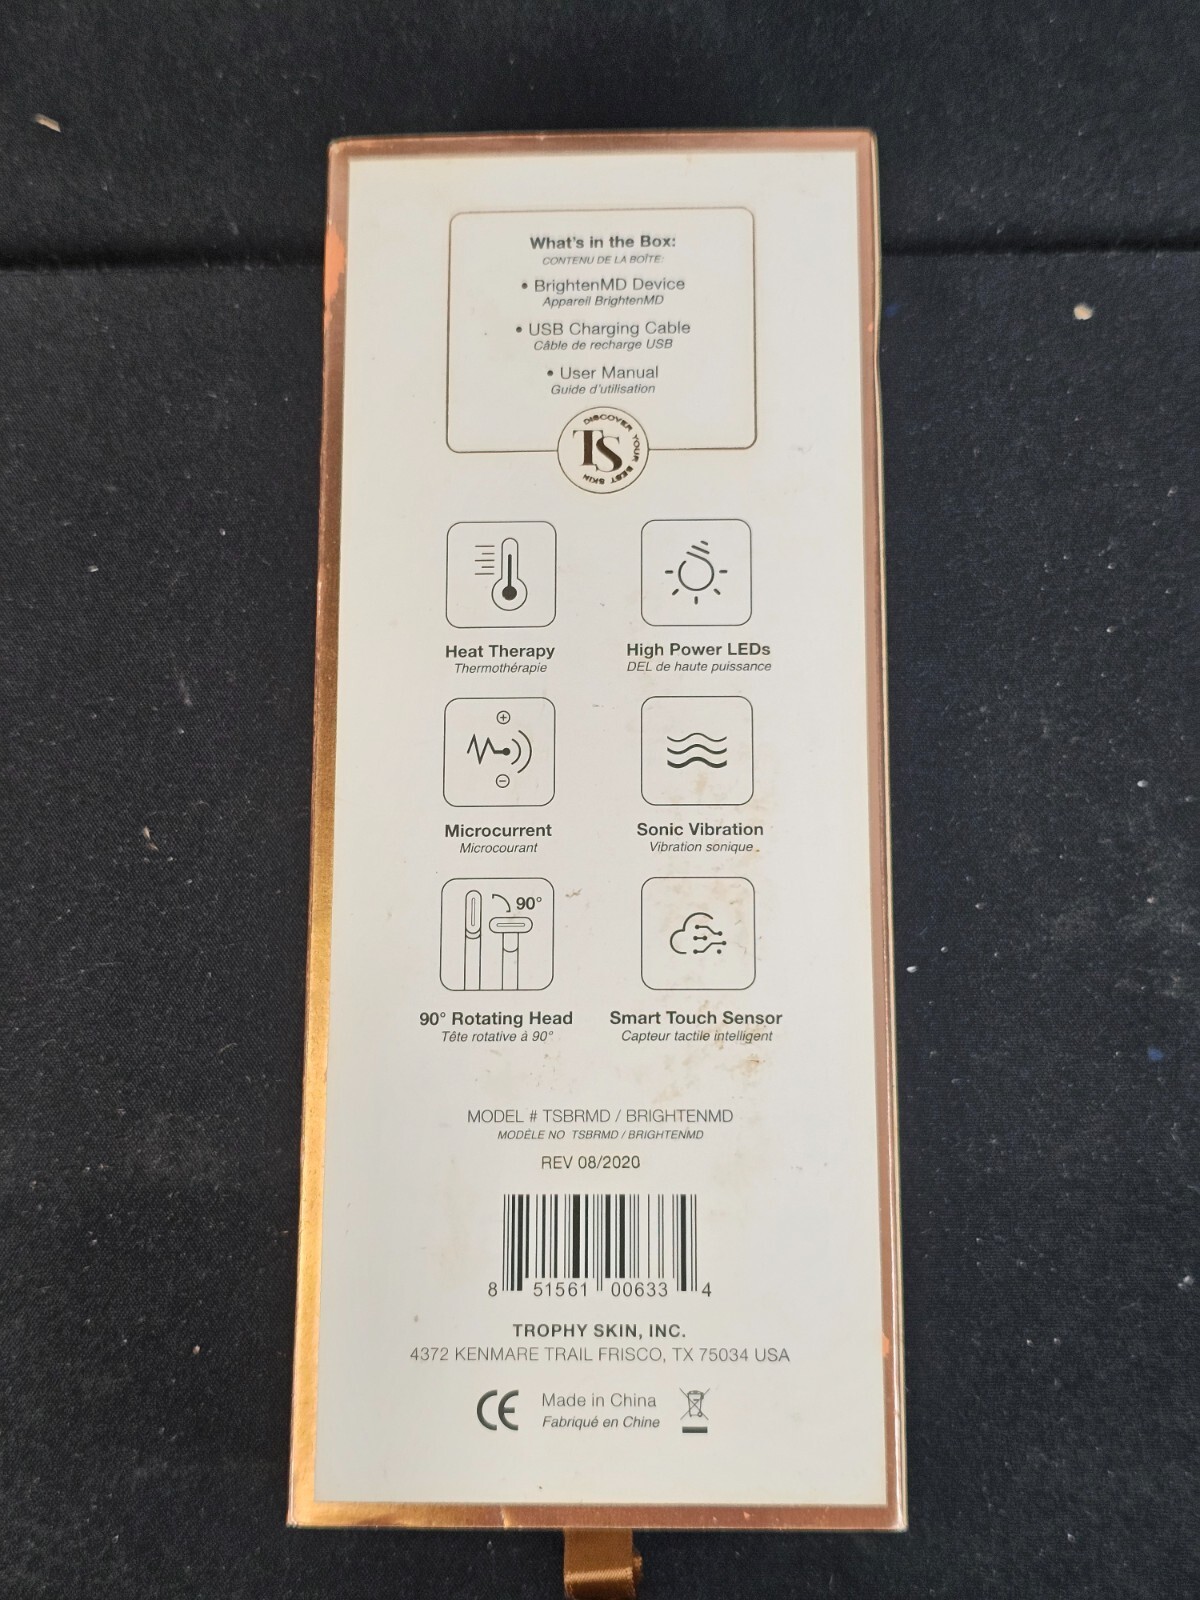 What's in the Box:
CONTENU DE LA BOÎTE:
• BrightenMD Device
Appareil BrightenMD
• USB Charging Cable
Câble de recharge USB
• User Manual
Guide d'utilisation
DISCOVER YOUR BEST SKIN
TS
Heat Therapy
Thermothérapie
High Power LEDs
DEL de haute puissance
Microcurrent
Microcourant
Sonic Vibration
Vibration sonique
90°
90° Rotating Head
Tête rotative à 90°
Smart Touch Sensor
Capteur tactile intelligent
MODEL # TSBRMD / BRIGHTENMD
MODÈLE NO TSBRMD / BRIGHTENMD
REV 08/2020
8 51561 00633 4
TROPHY SKIN, INC.
4372 KENMARE TRAIL FRISCO, TX 75034 USA
CE
Made in China
Fabriqué en Chine